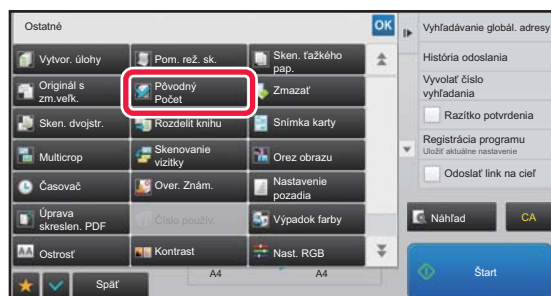 Ostatné
OK
Vytvor. úlohy
Pom. rež. sk.
Sken. ťažkého
pap.
Originál s
zm.veľk.
Pôvodný
Počet
Zmazať
Sken. dvojstr.
Rozdeliť knihu
Snímka karty
Multicrop
Skenovanie
vizitky
Orez obrazu
Časovač
Over. Znám.
Nastavenie
pozadia
Úprava
skreslen. PDF
Číslo použív.
Výpadok farby
AA Ostrosť
Kontrast
Nast. RGB
Späť
A4
A4
Vyhľadávanie globál. adresy
História odoslania
Vyvolať číslo
vyhľadania
Razítko potvrdenia
Registrácia programu
Uložiť aktuálne nastavenie
Odoslať link na cieľ
Náhľad
CA
Štart